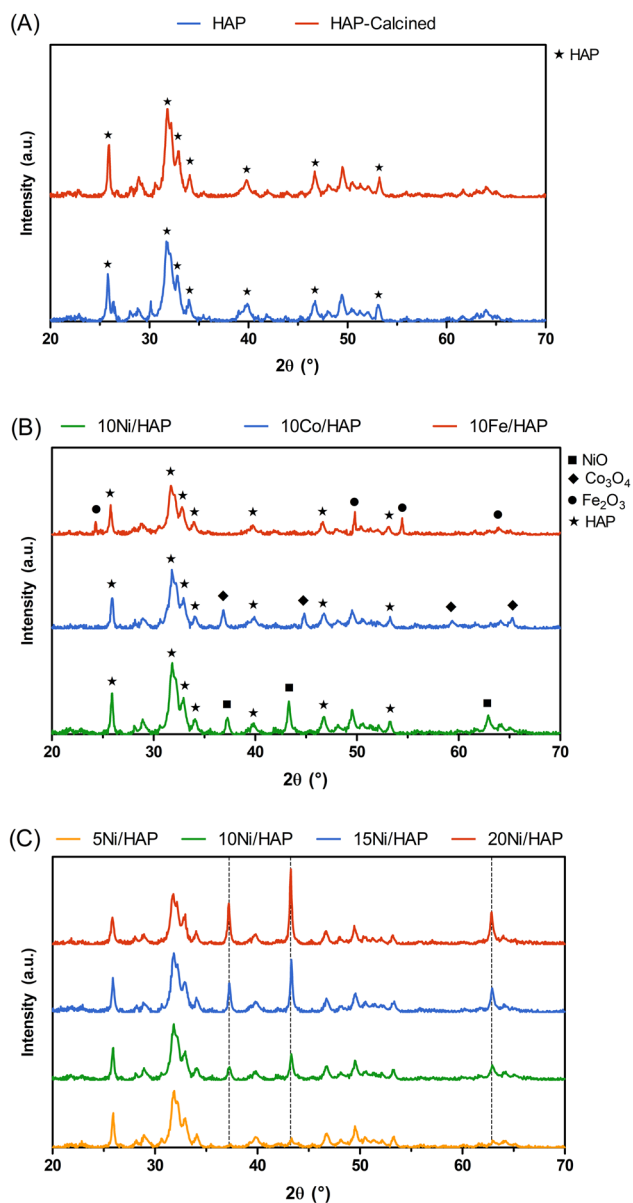 (A)
HAP HAP-Calcined
★ HAP
Intensity (a.u.)
20 30 40 50 60 70
2θ (°)
(B)
10Ni/HAP 10Co/HAP 10Fe/HAP
■ NiO
◆ Co₃O₄
● Fe₂O₃
★ HAP
Intensity (a.u.)
20 30 40 50 60 70
2θ (°)
(C)
5Ni/HAP 10Ni/HAP 15Ni/HAP 20Ni/HAP
Intensity (a.u.)
20 30 40 50 60 70
2θ (°)